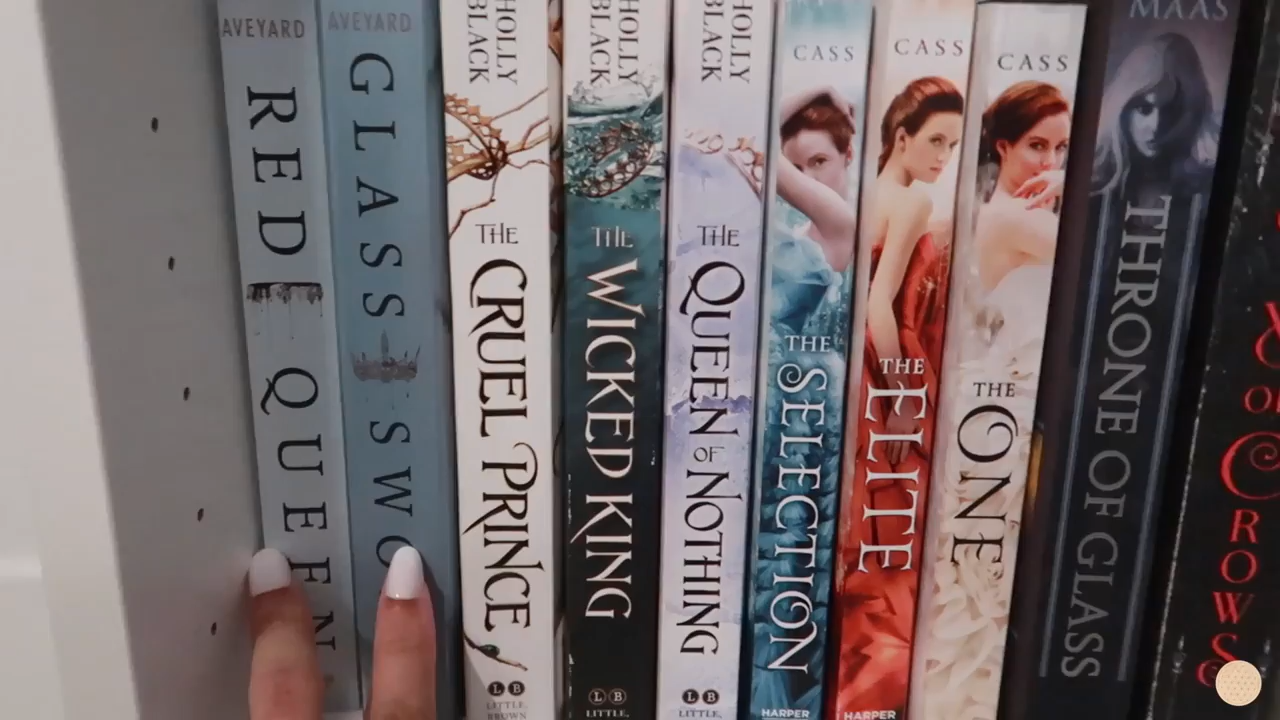 AVEYARD
RED QUEEN
AVEYARD
GLASS SWO
HOLLY
BLACK
THE
CRUEL PRINCE
LB
LITTLE,
BROWN
HOLLY
BLACK
THE
WICKED KING
LB
LITTLE,
HOLLY
BLACK
THE
QUEEN OF NOTHING
LB
LITTLE,
CASS
THE
SELECTION
HARPER
CASS
THE
ELITE
HARPER
CASS
THE
ONE
MAAS
THRONE OF GLASS
OF
CROWS